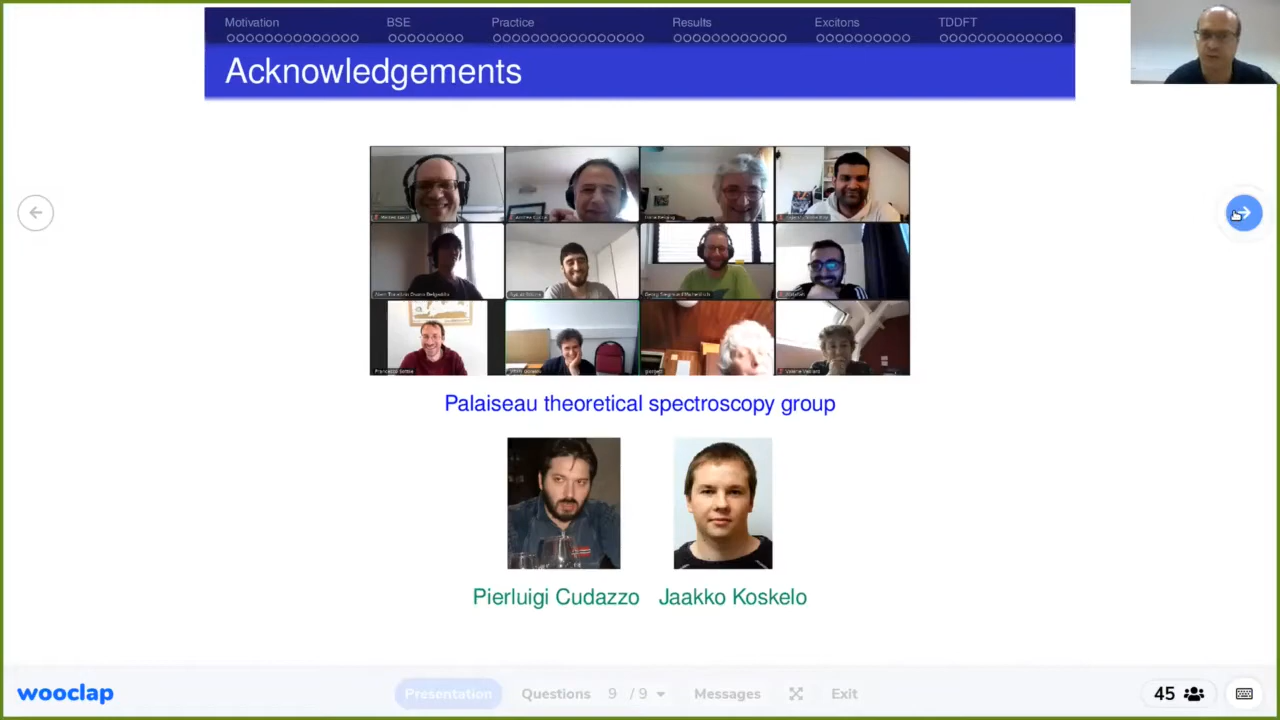 Motivation BSE Practice Results Excitons TDDFT
Acknowledgements
Palaiseau theoretical spectroscopy group
Pierluigi Cudazzo Jaakko Koskelo
wooclap Presentation Questions 9 / 9 Messages Exit 45